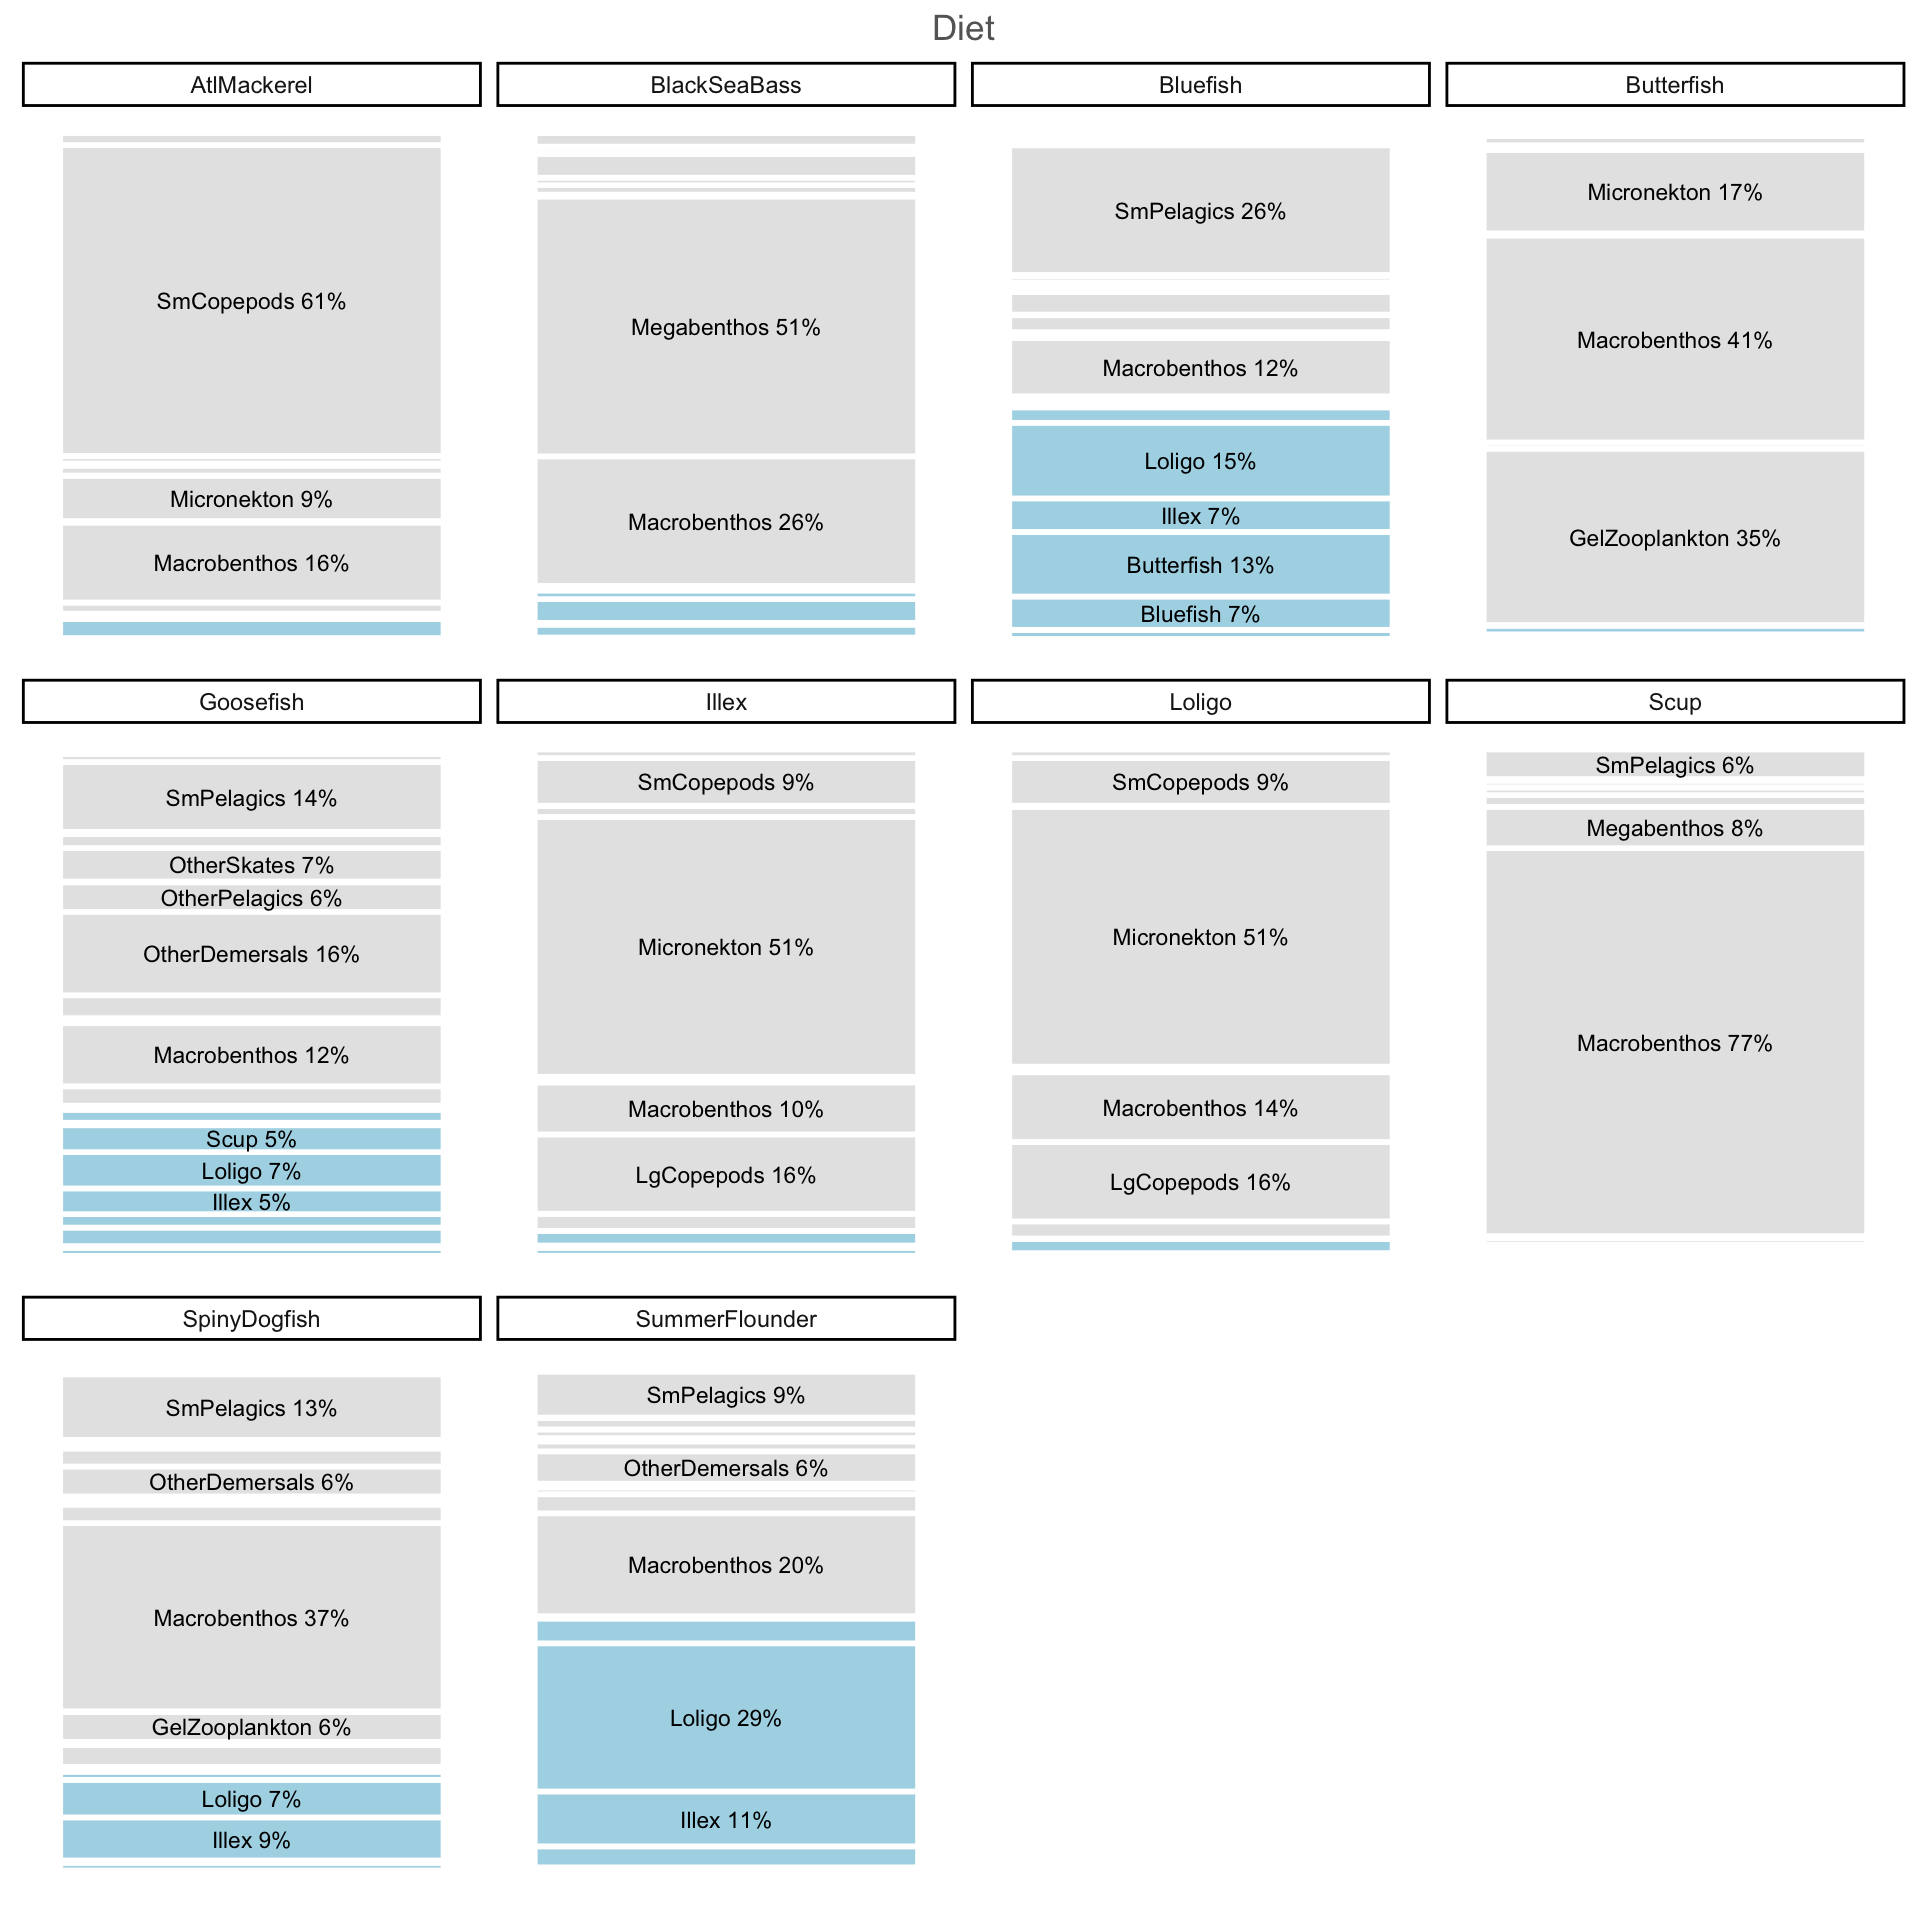 Diet
AtlMackerel
SmCopepods 61%
Micronekton 9%
Macrobenthos 16%
BlackSeaBass
Megabenthos 51%
Macrobenthos 26%
Bluefish
SmPelagics 26%
Macrobenthos 12%
Loligo 15%
Illex 7%
Butterfish 13%
Bluefish 7%
Butterfish
Micronekton 17%
Macrobenthos 41%
GelZooplankton 35%
Goosefish
SmPelagics 14%
OtherSkates 7%
OtherPelagics 6%
OtherDemersals 16%
Macrobenthos 12%
Scup 5%
Loligo 7%
Illex 5%
Illex
SmCopepods 9%
Micronekton 51%
Macrobenthos 10%
LgCopepods 16%
Loligo
SmCopepods 9%
Micronekton 51%
Macrobenthos 14%
LgCopepods 16%
Scup
SmPelagics 6%
Megabenthos 8%
Macrobenthos 77%
SpinyDogfish
SmPelagics 13%
OtherDemersals 6%
Macrobenthos 37%
GelZooplankton 6%
Loligo 7%
Illex 9%
SummerFlounder
SmPelagics 9%
OtherDemersals 6%
Macrobenthos 20%
Loligo 29%
Illex 11%